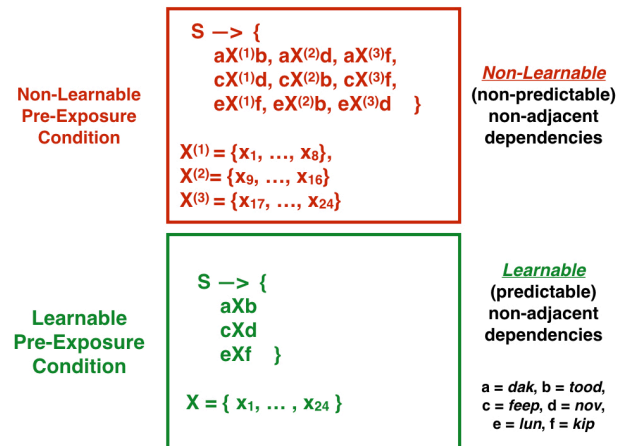 Non-Learnable
Pre-Exposure
Condition
S —> {
aX(1)b, aX(2)d, aX(3)f,
cX(1)d, cX(2)b, cX(3)f,
eX(1)f, eX(2)b, eX(3)d }
X(1) = {x1, …, x8},
X(2)= {x9, …, x16}
X(3) = {x17, …, x24}
Non-Learnable
(non-predictable)
non-adjacent
dependencies
Learnable
Pre-Exposure
Condition
S —> {
aXb
cXd
eXf }
X = { x1, … , x24 }
Learnable
(predictable)
non-adjacent
dependencies
a = dak, b = tood,
c = feep, d = nov,
e = lun, f = kip